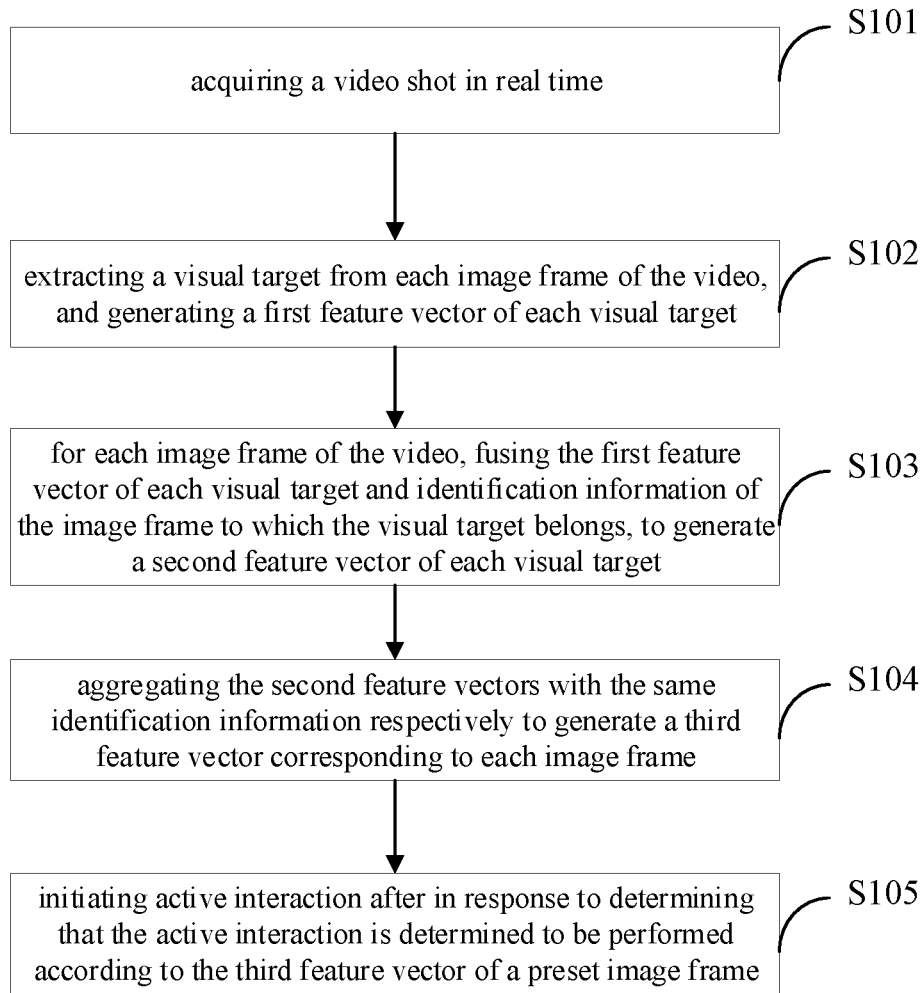 S101
acquiring a video shot in real time
S102
extracting a visual target from each image frame of the video,
and generating a first feature vector of each visual target
for each image frame of the video, fusing the first feature
S103
vector of each visual target and identification information of
the image frame to which the visual target belongs, to generate
a second feature vector of each visual target
S104
aggregating the second feature vectors with the same
identification information respectively to generate a third
feature vector corresponding to each image frame
S105
initiating active interaction after in response to determining
that the active interaction is determined to be performed
according to the third feature vector of a preset image frame